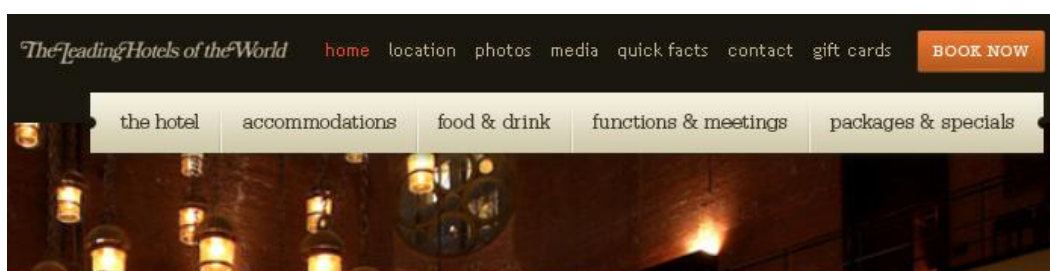 The Leading Hotels of the World home location photos media quick facts contact gift cards BOOK NOW
the hotel accommodations food & drink functions & meetings packages & specials